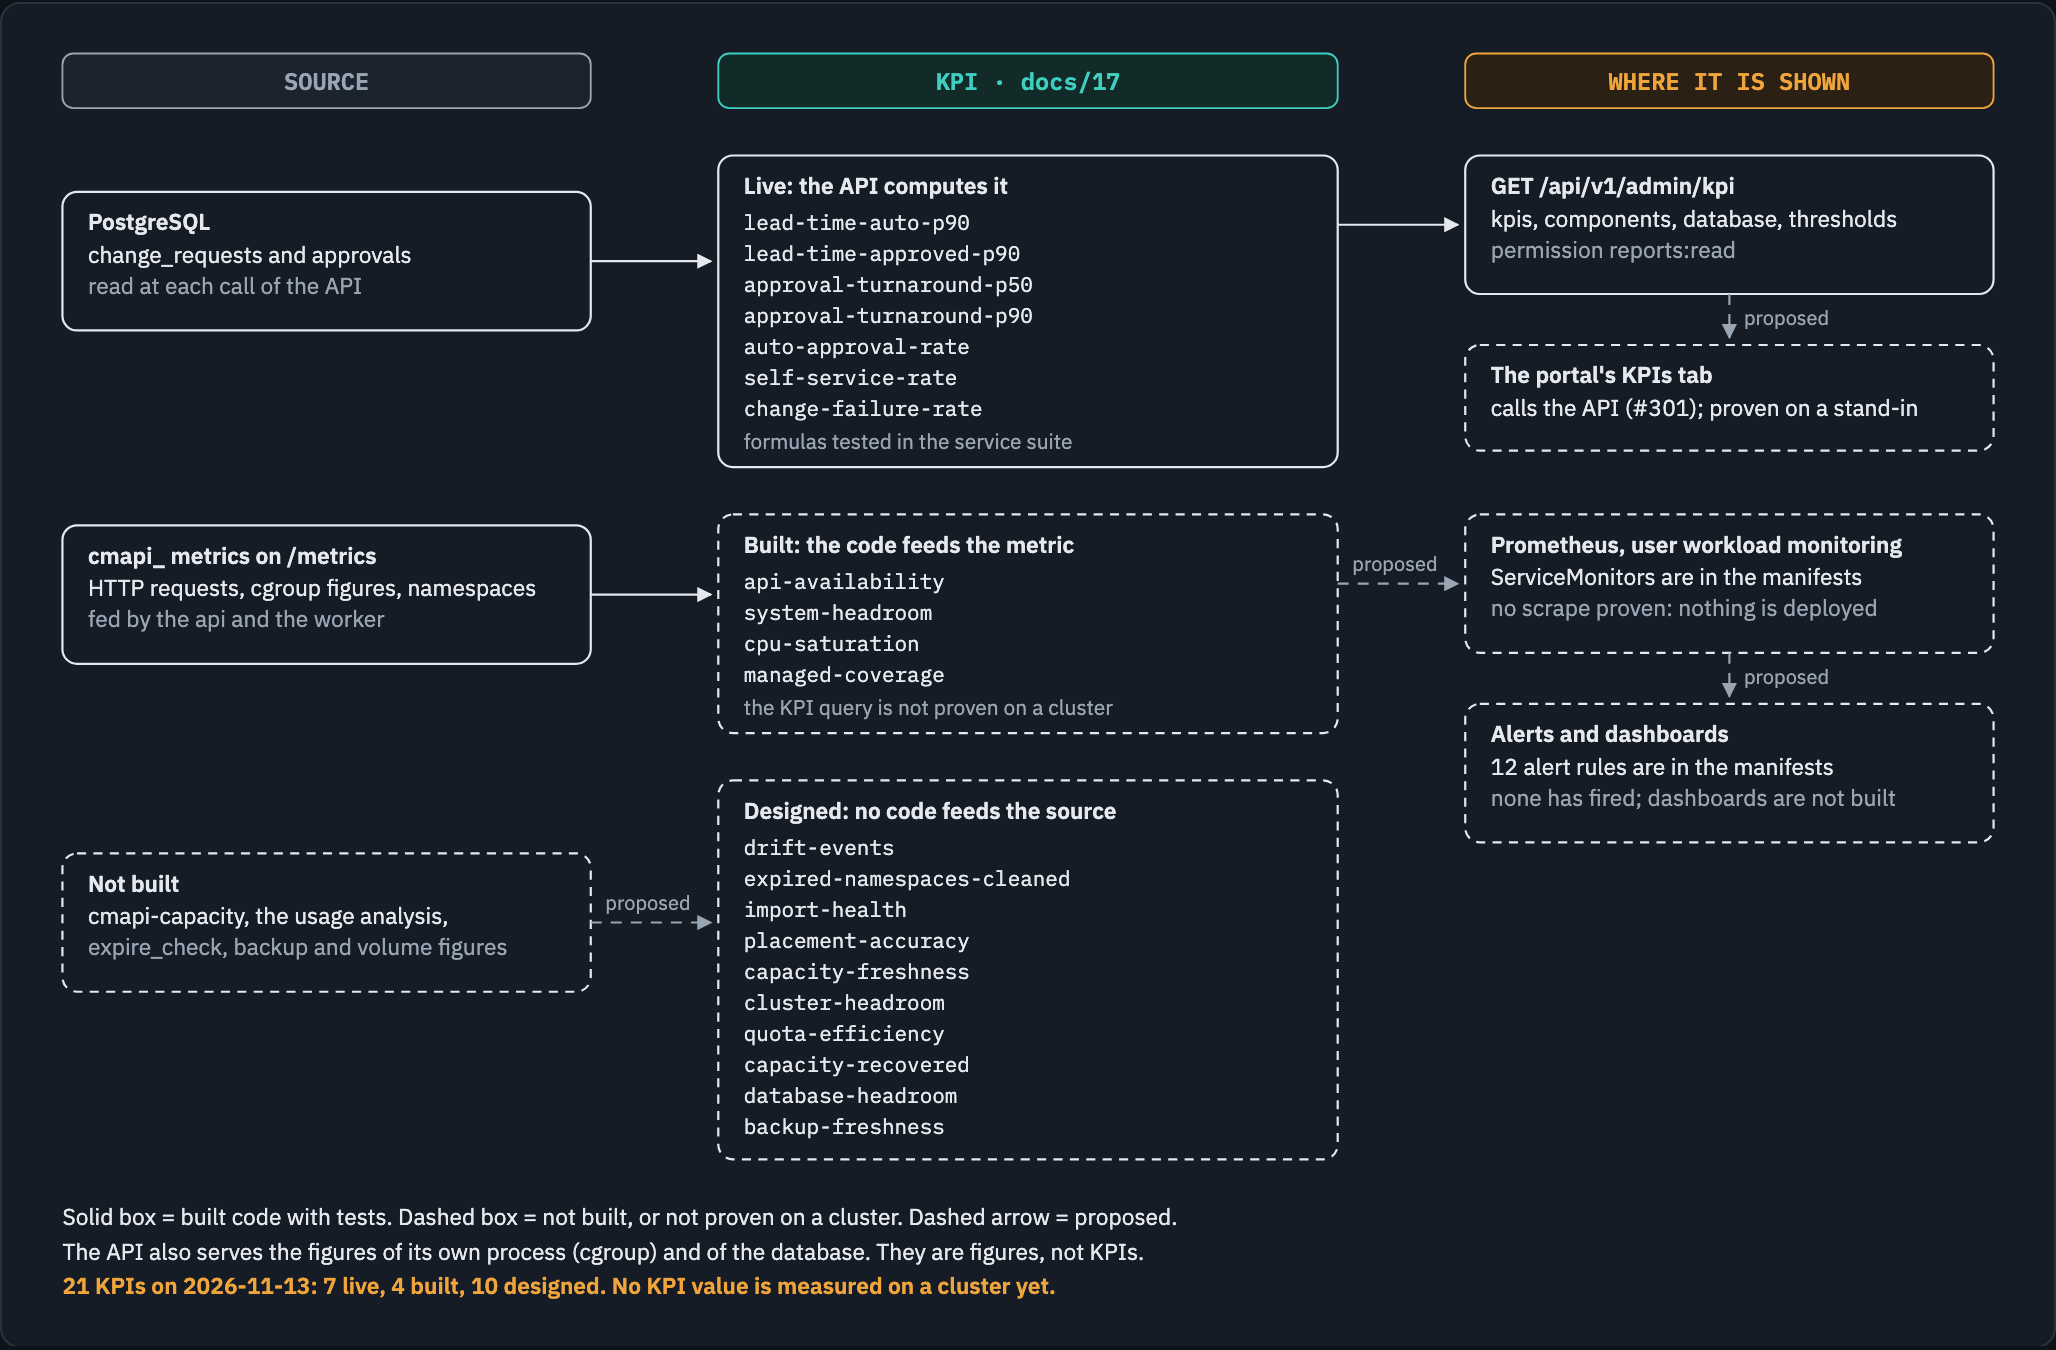 SOURCE
KPI · docs/17
WHERE IT IS SHOWN
PostgreSQL
change_requests and approvals
read at each call of the API
Live: the API computes it
lead-time-auto-p90
lead-time-approved-p90
approval-turnaround-p50
approval-turnaround-p90
auto-approval-rate
self-service-rate
change-failure-rate
formulas tested in the service suite
GET /api/v1/admin/kpi
kpis, components, database, thresholds
permission reports:read
proposed
The portal's KPIs tab
calls the API (#301); proven on a stand-in
cmapi_ metrics on /metrics
HTTP requests, cgroup figures, namespaces
fed by the api and the worker
Built: the code feeds the metric
api-availability
system-headroom
cpu-saturation
managed-coverage
the KPI query is not proven on a cluster
proposed
Prometheus, user workload monitoring
ServiceMonitors are in the manifests
no scrape proven: nothing is deployed
proposed
Alerts and dashboards
12 alert rules are in the manifests
none has fired; dashboards are not built
Not built
cmapi-capacity, the usage analysis,
expire_check, backup and volume figures
proposed
Designed: no code feeds the source
drift-events
expired-namespaces-cleaned
import-health
placement-accuracy
capacity-freshness
cluster-headroom
quota-efficiency
capacity-recovered
database-headroom
backup-freshness
Solid box = built code with tests. Dashed box = not built, or not proven on a cluster. Dashed arrow = proposed.
The API also serves the figures of its own process (cgroup) and of the database. They are figures, not KPIs.
21 KPIs on 2026-11-13: 7 live, 4 built, 10 designed. No KPI value is measured on a cluster yet.